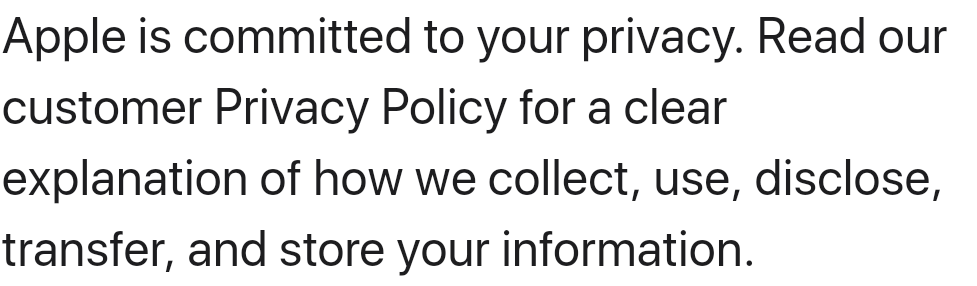 Apple is committed to your privacy. Read our
customer Privacy Policy for a clear
explanation of how we collect, use, disclose,
transfer, and store your information.